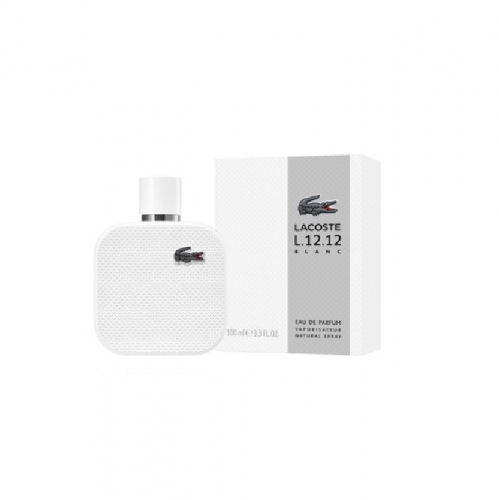 LACOSTE
L.12.12
BLANC
100 ml e 3.3 FL.OZ.
EAU DE PARFUM
VAPORISATEUR
NATURAL SPRAY